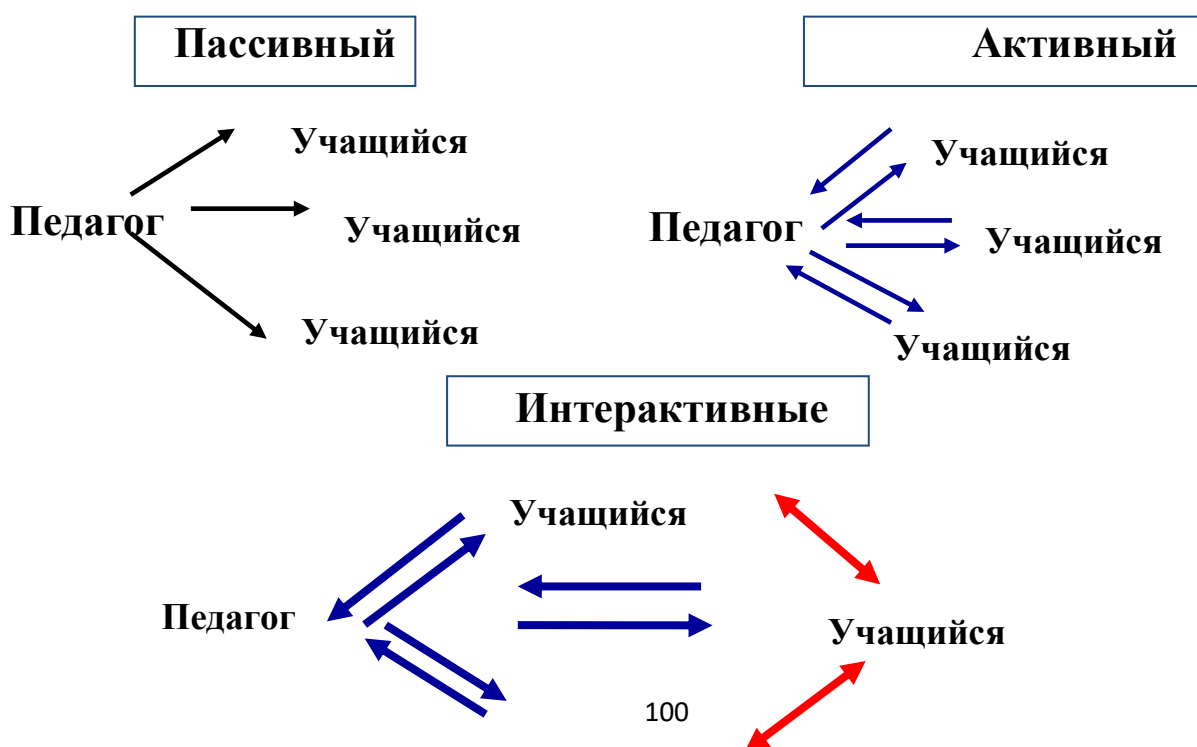 Пассивный
Активный
Учащийся
Педагог
Учащийся
Учащийся
Учащийся
Педагог
Учащийся
Учащийся
Интерактивные
Учащийся
Педагог
Учащийся
100